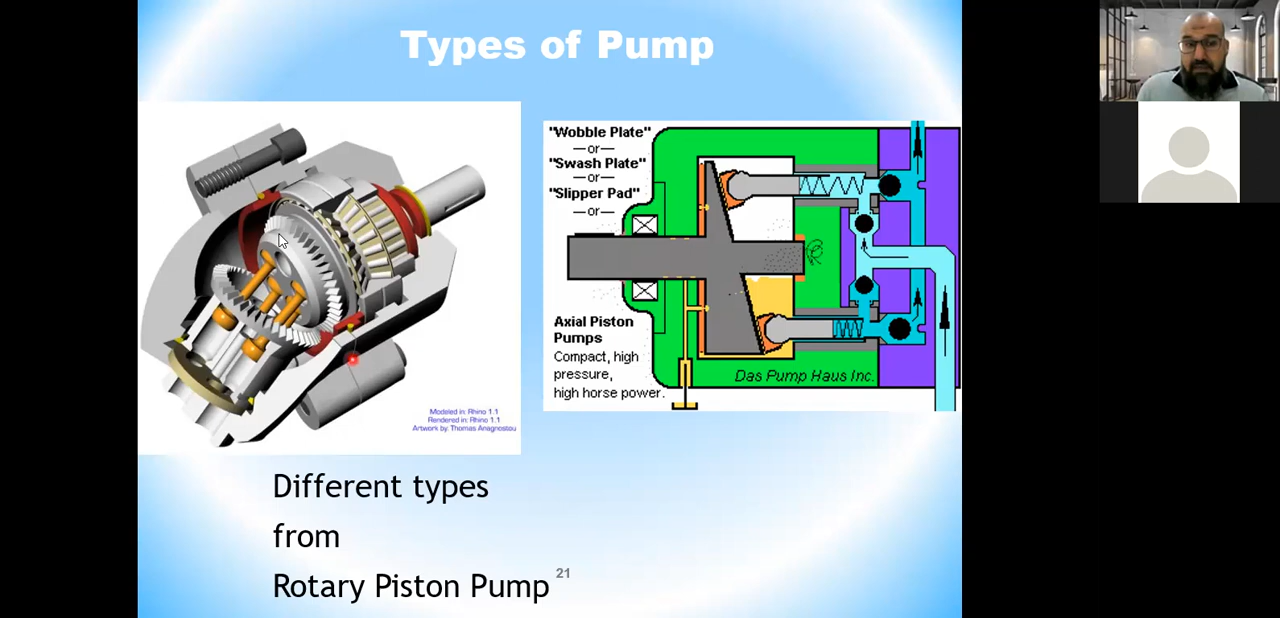 Types of Pump
Modeled in: Rhino 1.1
Rendered in: Rhino 1.1
Artwork by: Thomas Anagnostou
"Wobble Plate"
—or—
"Swash Plate"
—or—
"Slipper Pad"
—or—
Axial Piston
Pumps
Compact, high
pressure,
high horse power.
Das Pump Haus Inc.
Different types
from
Rotary Piston Pump
21